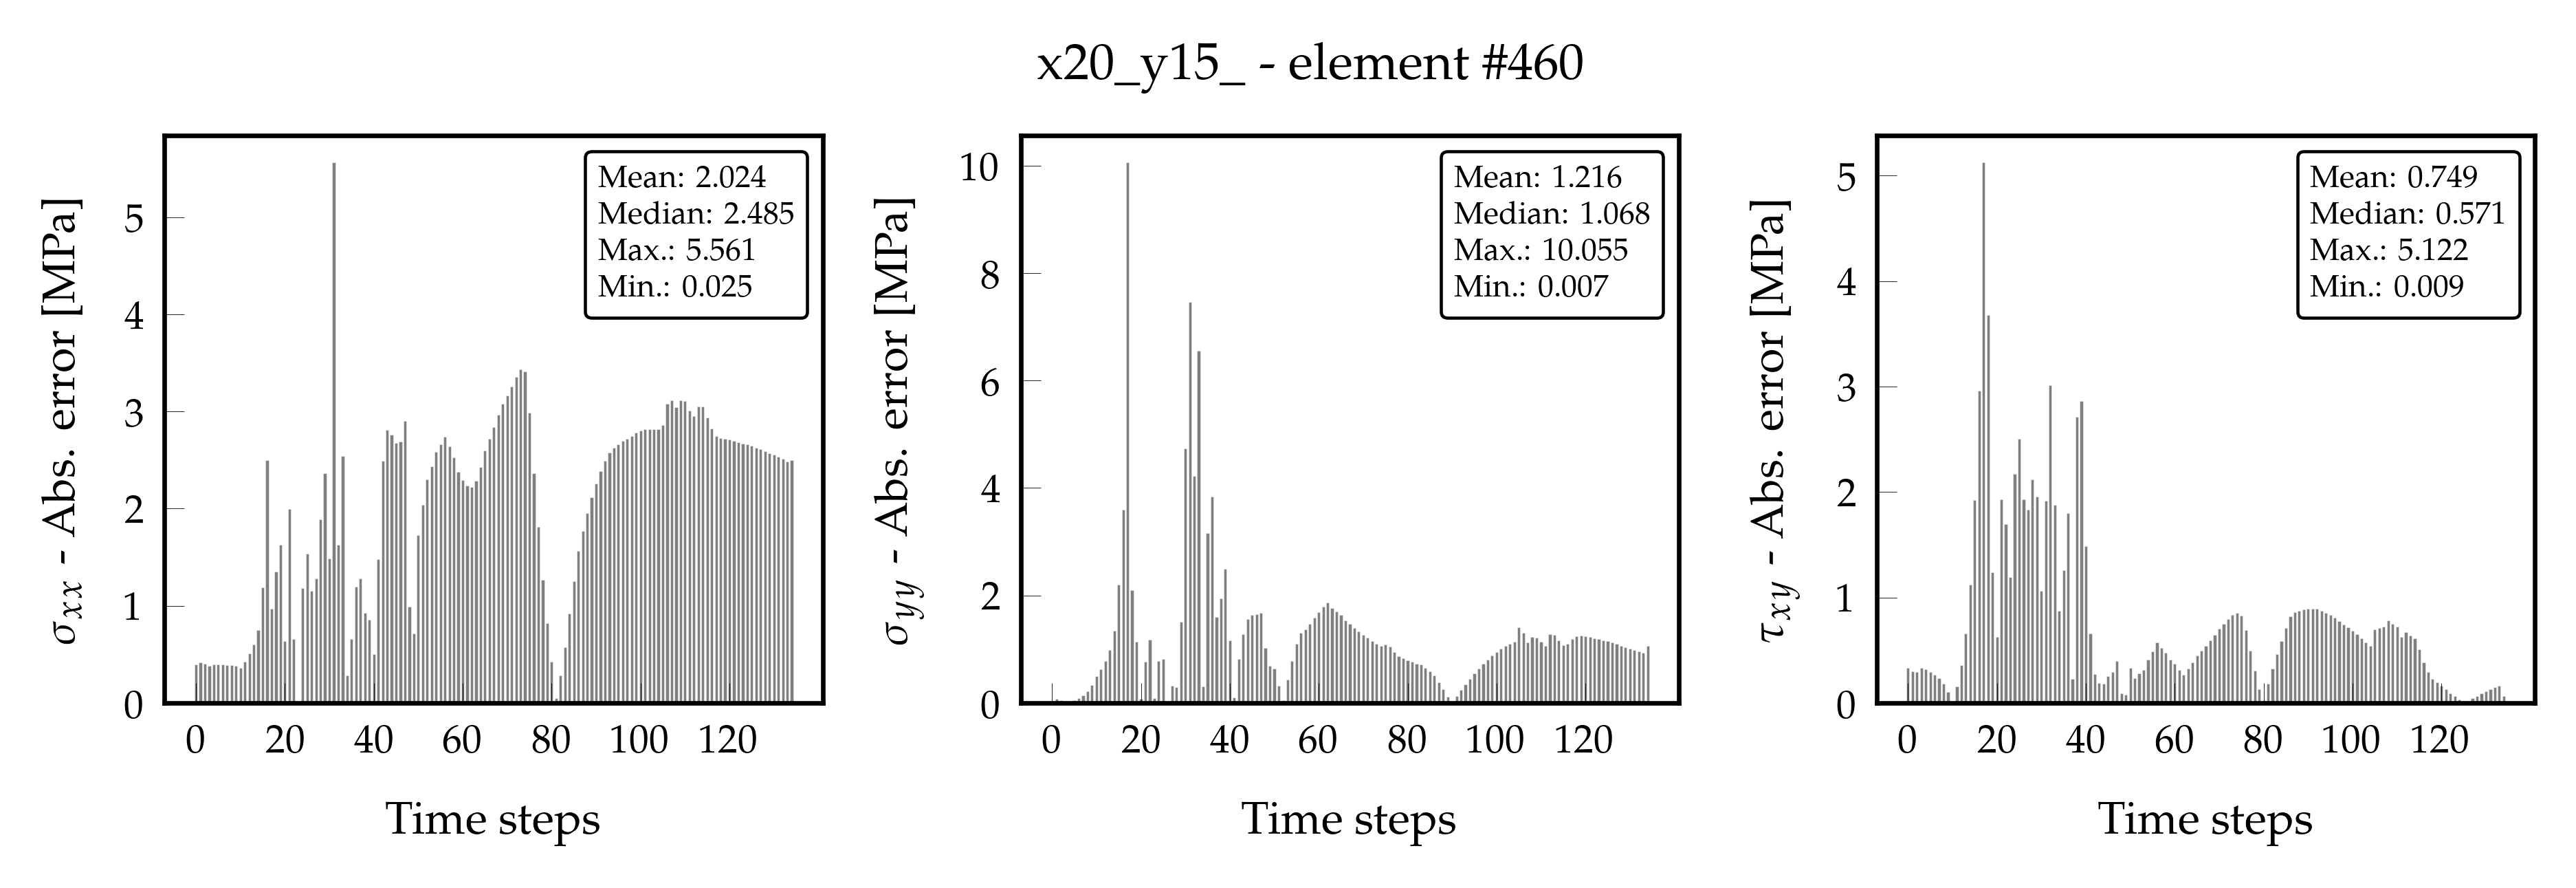 x20_y15_ - element #460
σxx - Abs. error [MPa]
5
4
3
2
1
0
0 20 40 60 80 100 120
Time steps
Mean: 2.024
Median: 2.485
Max.: 5.561
Min.: 0.025
σyy - Abs. error [MPa]
10
8
6
4
2
0
0 20 40 60 80 100 120
Time steps
Mean: 1.216
Median: 1.068
Max.: 10.055
Min.: 0.007
τxy - Abs. error [MPa]
5
4
3
2
1
0
0 20 40 60 80 100 120
Time steps
Mean: 0.749
Median: 0.571
Max.: 5.122
Min.: 0.009